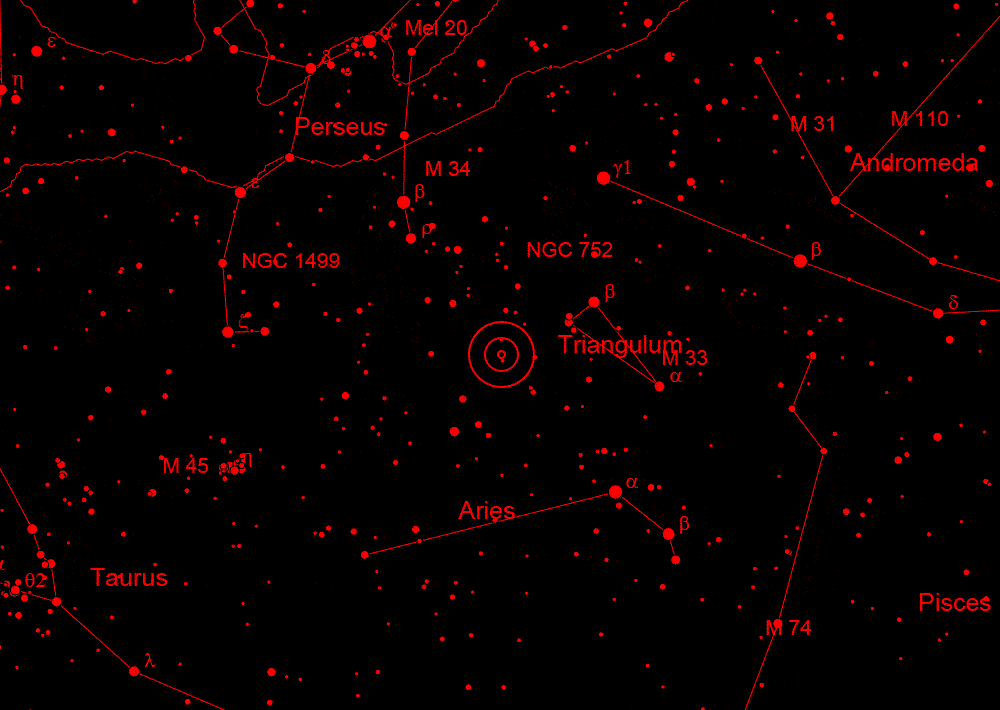 α Mel 20
ε
δ
η
M 110
M 31
Perseus
Andromeda
M 34
γ1
ε
β
ρ
NGC 752
β
NGC 1499
β
δ
ζ
Triangulum
M 33
α
M 45
η
α
Aries
β
Taurus
θ2
Pisces
M 74
λ